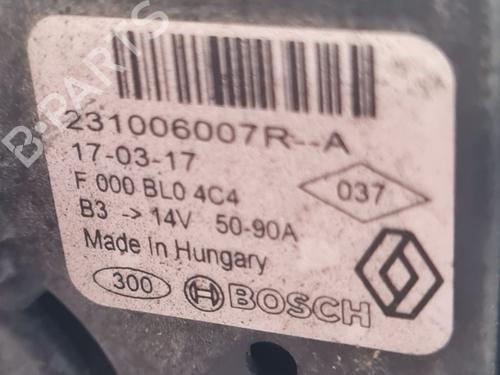 231006007R--A
17-03-17
F 000 BL0 4C4
037
B3 -> 14V 50-90A
Made In Hungary
300
BOSCH
B-PARTS